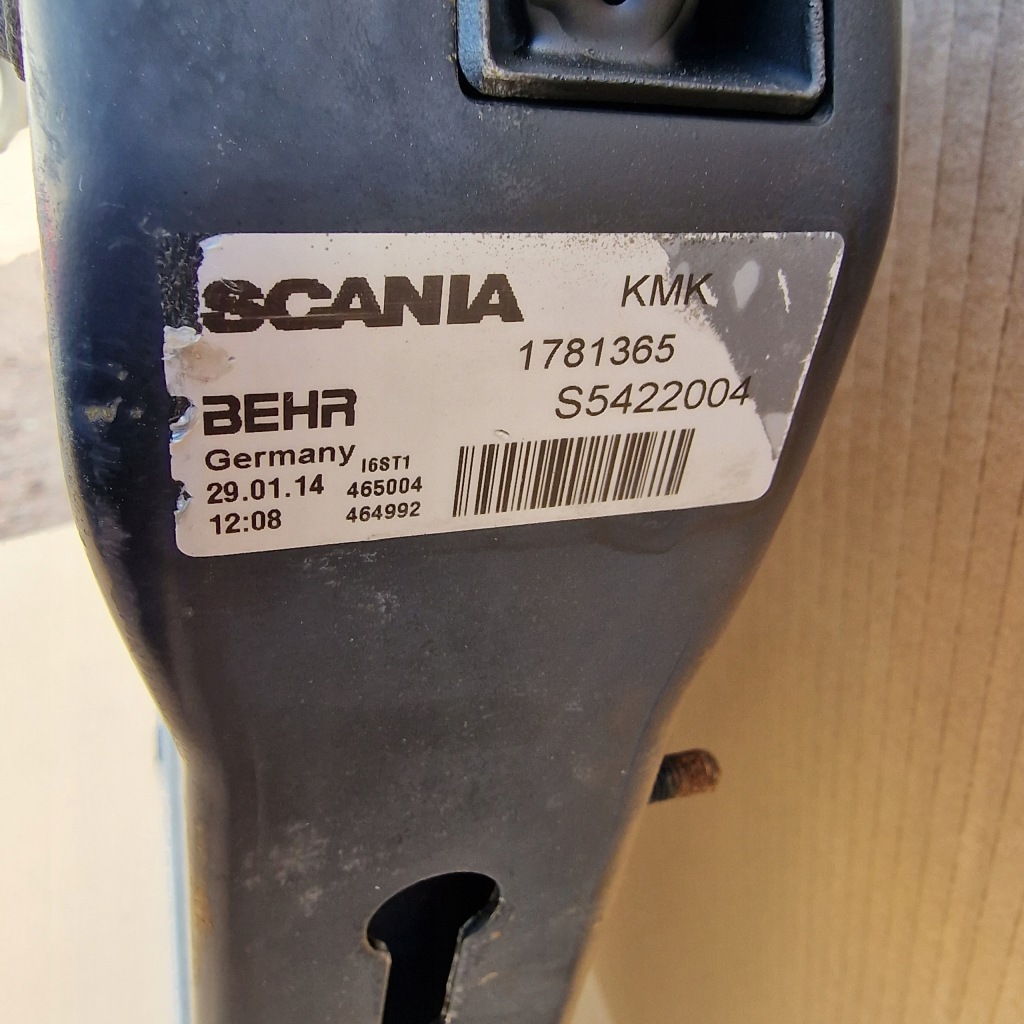 SCANIA KMK
1781365
BEHR S5422004
Germany I6ST1
29.01.14 465004
12:08 464992